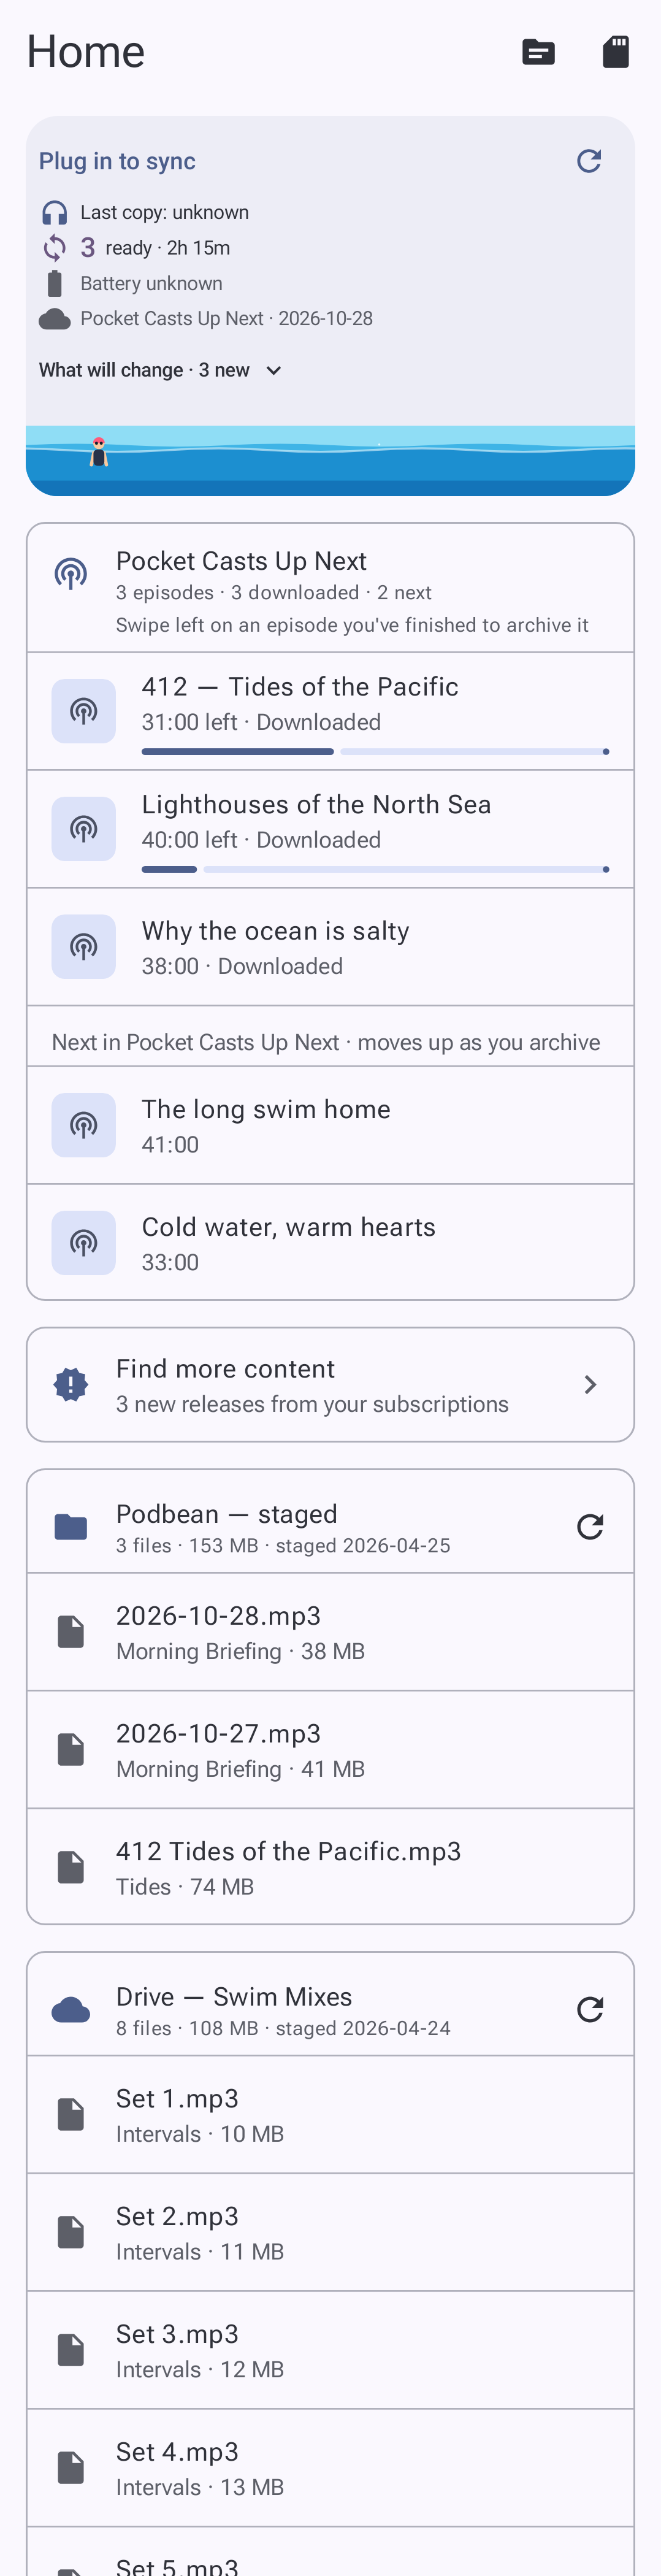 Home
Plug in to sync
Last copy: unknown
3 ready · 2h 15m
Battery unknown
Pocket Casts Up Next · 2026-10-28
What will change · 3 new
Pocket Casts Up Next
3 episodes · 3 downloaded · 2 next
Swipe left on an episode you've finished to archive it
412 — Tides of the Pacific
31:00 left · Downloaded
Lighthouses of the North Sea
40:00 left · Downloaded
Why the ocean is salty
38:00 · Downloaded
Next in Pocket Casts Up Next · moves up as you archive
The long swim home
41:00
Cold water, warm hearts
33:00
Find more content
3 new releases from your subscriptions
Podbean — staged
3 files · 153 MB · staged 2026-04-25
2026-10-28.mp3
Morning Briefing · 38 MB
2026-10-27.mp3
Morning Briefing · 41 MB
412 Tides of the Pacific.mp3
Tides · 74 MB
Drive — Swim Mixes
8 files · 108 MB · staged 2026-04-24
Set 1.mp3
Intervals · 10 MB
Set 2.mp3
Intervals · 11 MB
Set 3.mp3
Intervals · 12 MB
Set 4.mp3
Intervals · 13 MB
Set 5.mp3